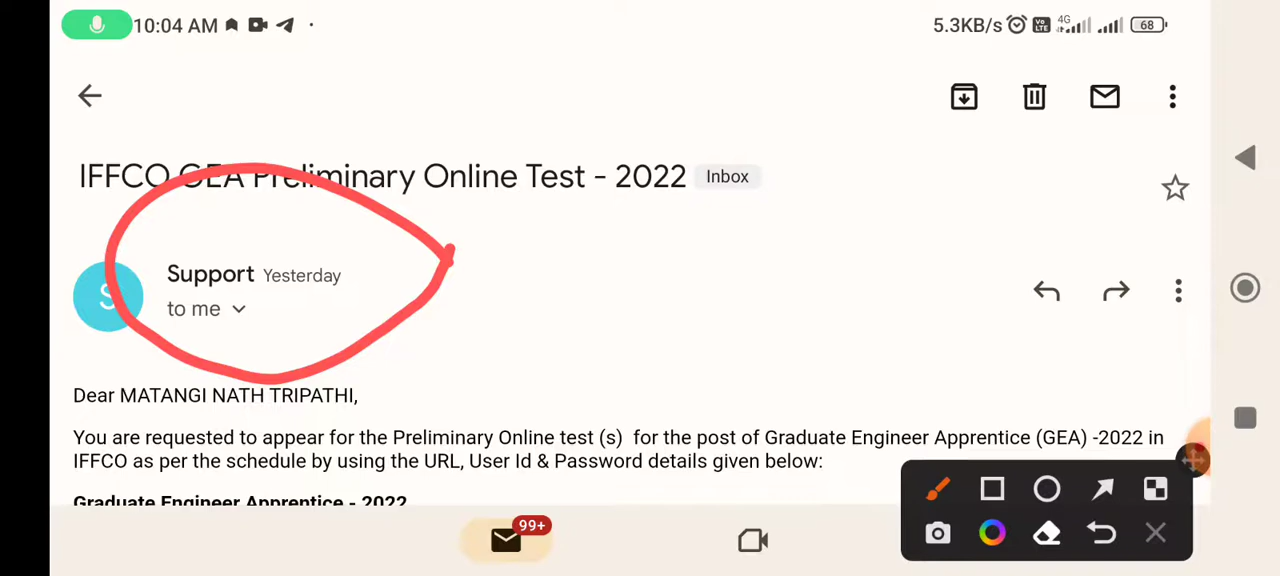 10:04 AM
5.3KB/s Vo LTE 4G 68
IFFCO GEA Preliminary Online Test - 2022 Inbox
S
Support Yesterday
to me
Dear MATANGI NATH TRIPATHI,
You are requested to appear for the Preliminary Online test (s) for the post of Graduate Engineer Apprentice (GEA) -2022 in
IFFCO as per the schedule by using the URL, User Id & Password details given below:
Graduate Engineer Apprentice - 2022
99+